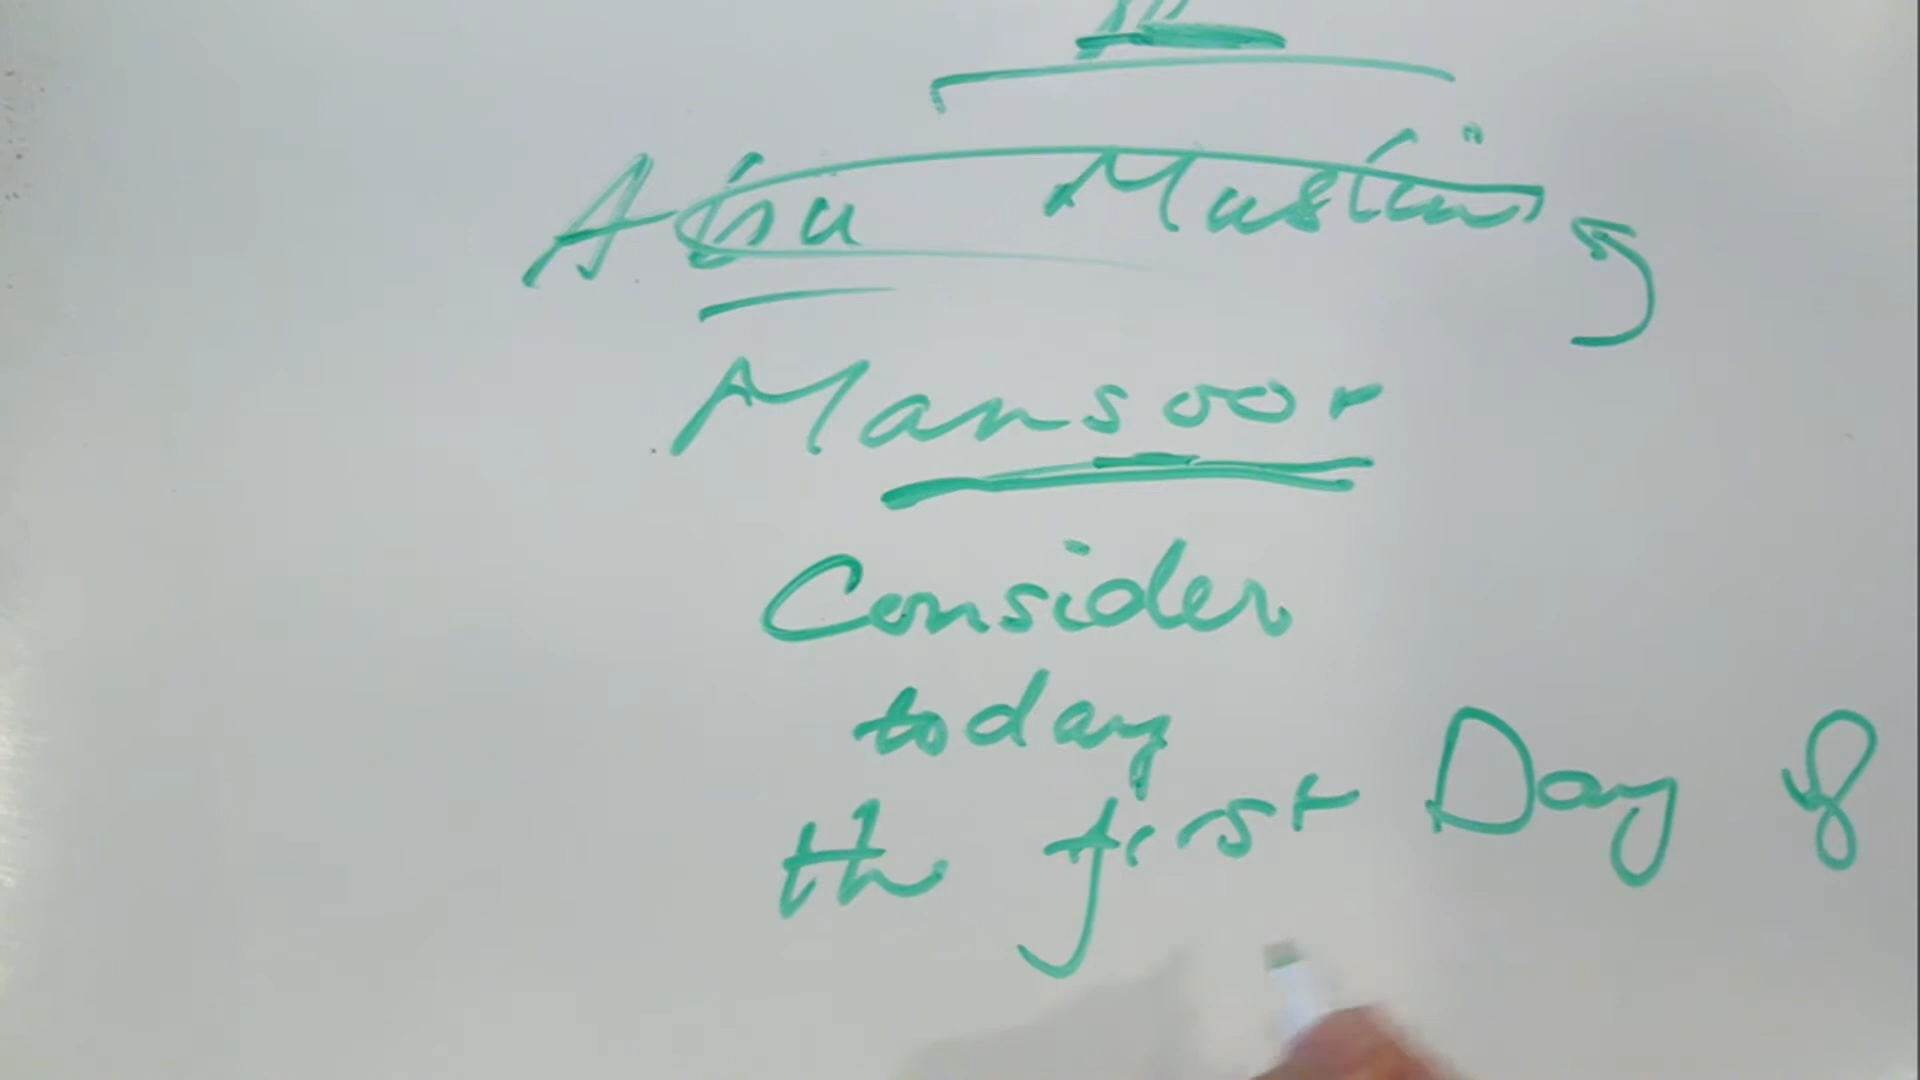 Abu Muslim
Mansoor
Consider
today
the first Day of